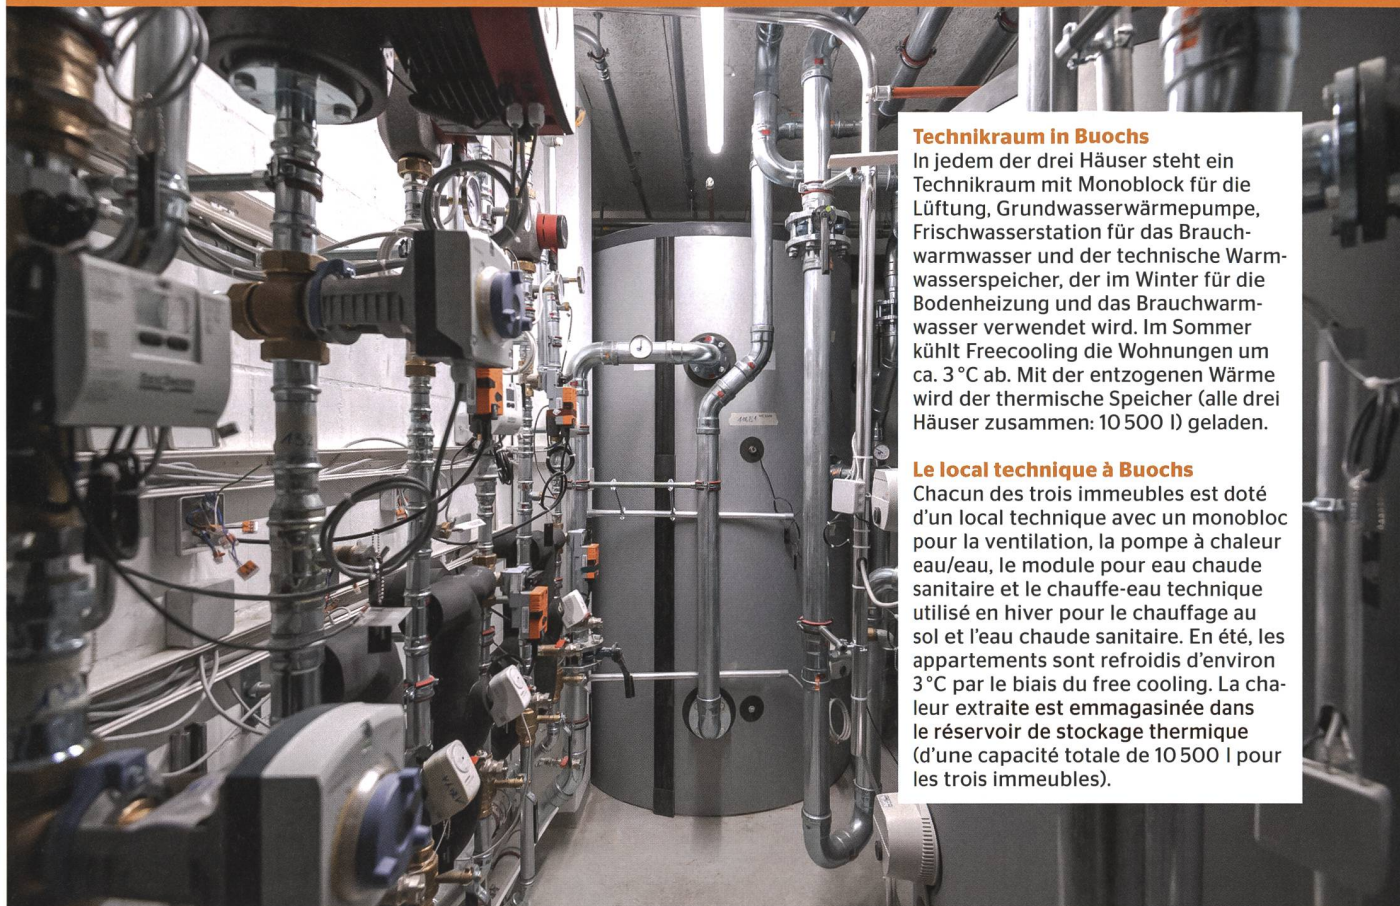 Technikraum in Buochs
In jedem der drei Häuser steht ein
Technikraum mit Monoblock für die
Lüftung, Grundwasserwärmepumpe,
Frischwasserstation für das Brauch-
warmwasser und der technische Warm-
wasserspeicher, der im Winter für die
Bodenheizung und das Brauchwarm-
wasser verwendet wird. Im Sommer
kühlt Freecooling die Wohnungen um
ca. 3 °C ab. Mit der entzogenen Wärme
wird der thermische Speicher (alle drei
Häuser zusammen: 10 500 l) geladen.
Le local technique à Buochs
Chacun des trois immeubles est doté
d'un local technique avec un monobloc
pour la ventilation, la pompe à chaleur
eau/eau, le module pour eau chaude
sanitaire et le chauffe-eau technique
utilisé en hiver pour le chauffage au
sol et l'eau chaude sanitaire. En été, les
appartements sont refroidis d'environ
3 °C par le biais du free cooling. La cha-
leur extraite est emmagasinée dans
le réservoir de stockage thermique
(d'une capacité totale de 10 500 l pour
les trois immeubles).